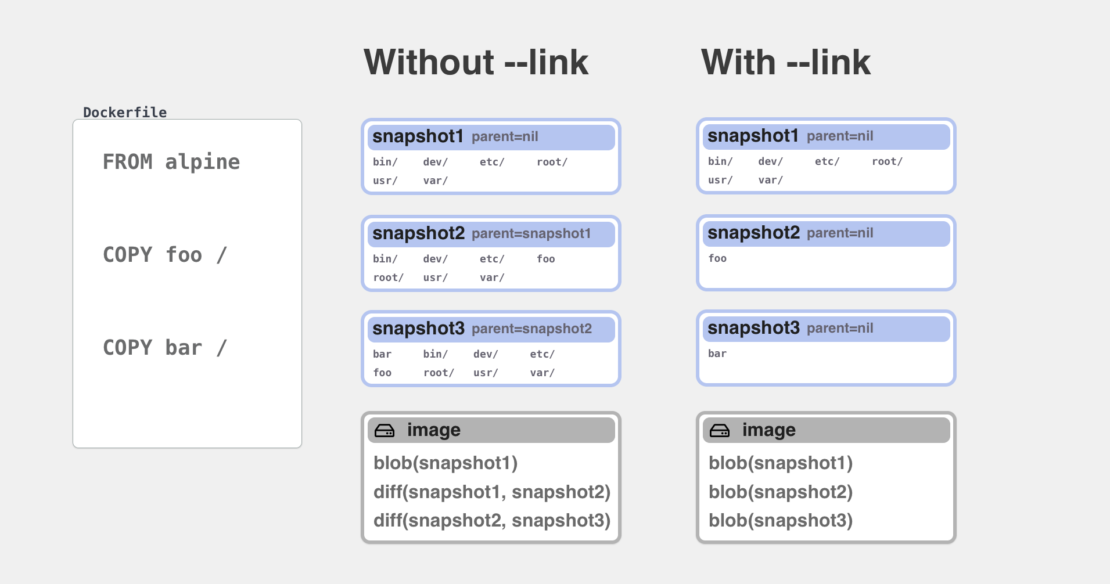 Without --link
With --link
Dockerfile
FROM alpine
COPY foo /
COPY bar /
snapshot1 parent=nil
bin/ dev/ etc/ root/
usr/ var/
snapshot2 parent=snapshot1
bin/ dev/ etc/ foo
root/ usr/ var/
snapshot3 parent=snapshot2
bar bin/ dev/ etc/
foo root/ usr/ var/
image
blob(snapshot1)
diff(snapshot1, snapshot2)
diff(snapshot2, snapshot3)
snapshot1 parent=nil
bin/ dev/ etc/ root/
usr/ var/
snapshot2 parent=nil
foo
snapshot3 parent=nil
bar
image
blob(snapshot1)
blob(snapshot2)
blob(snapshot3)